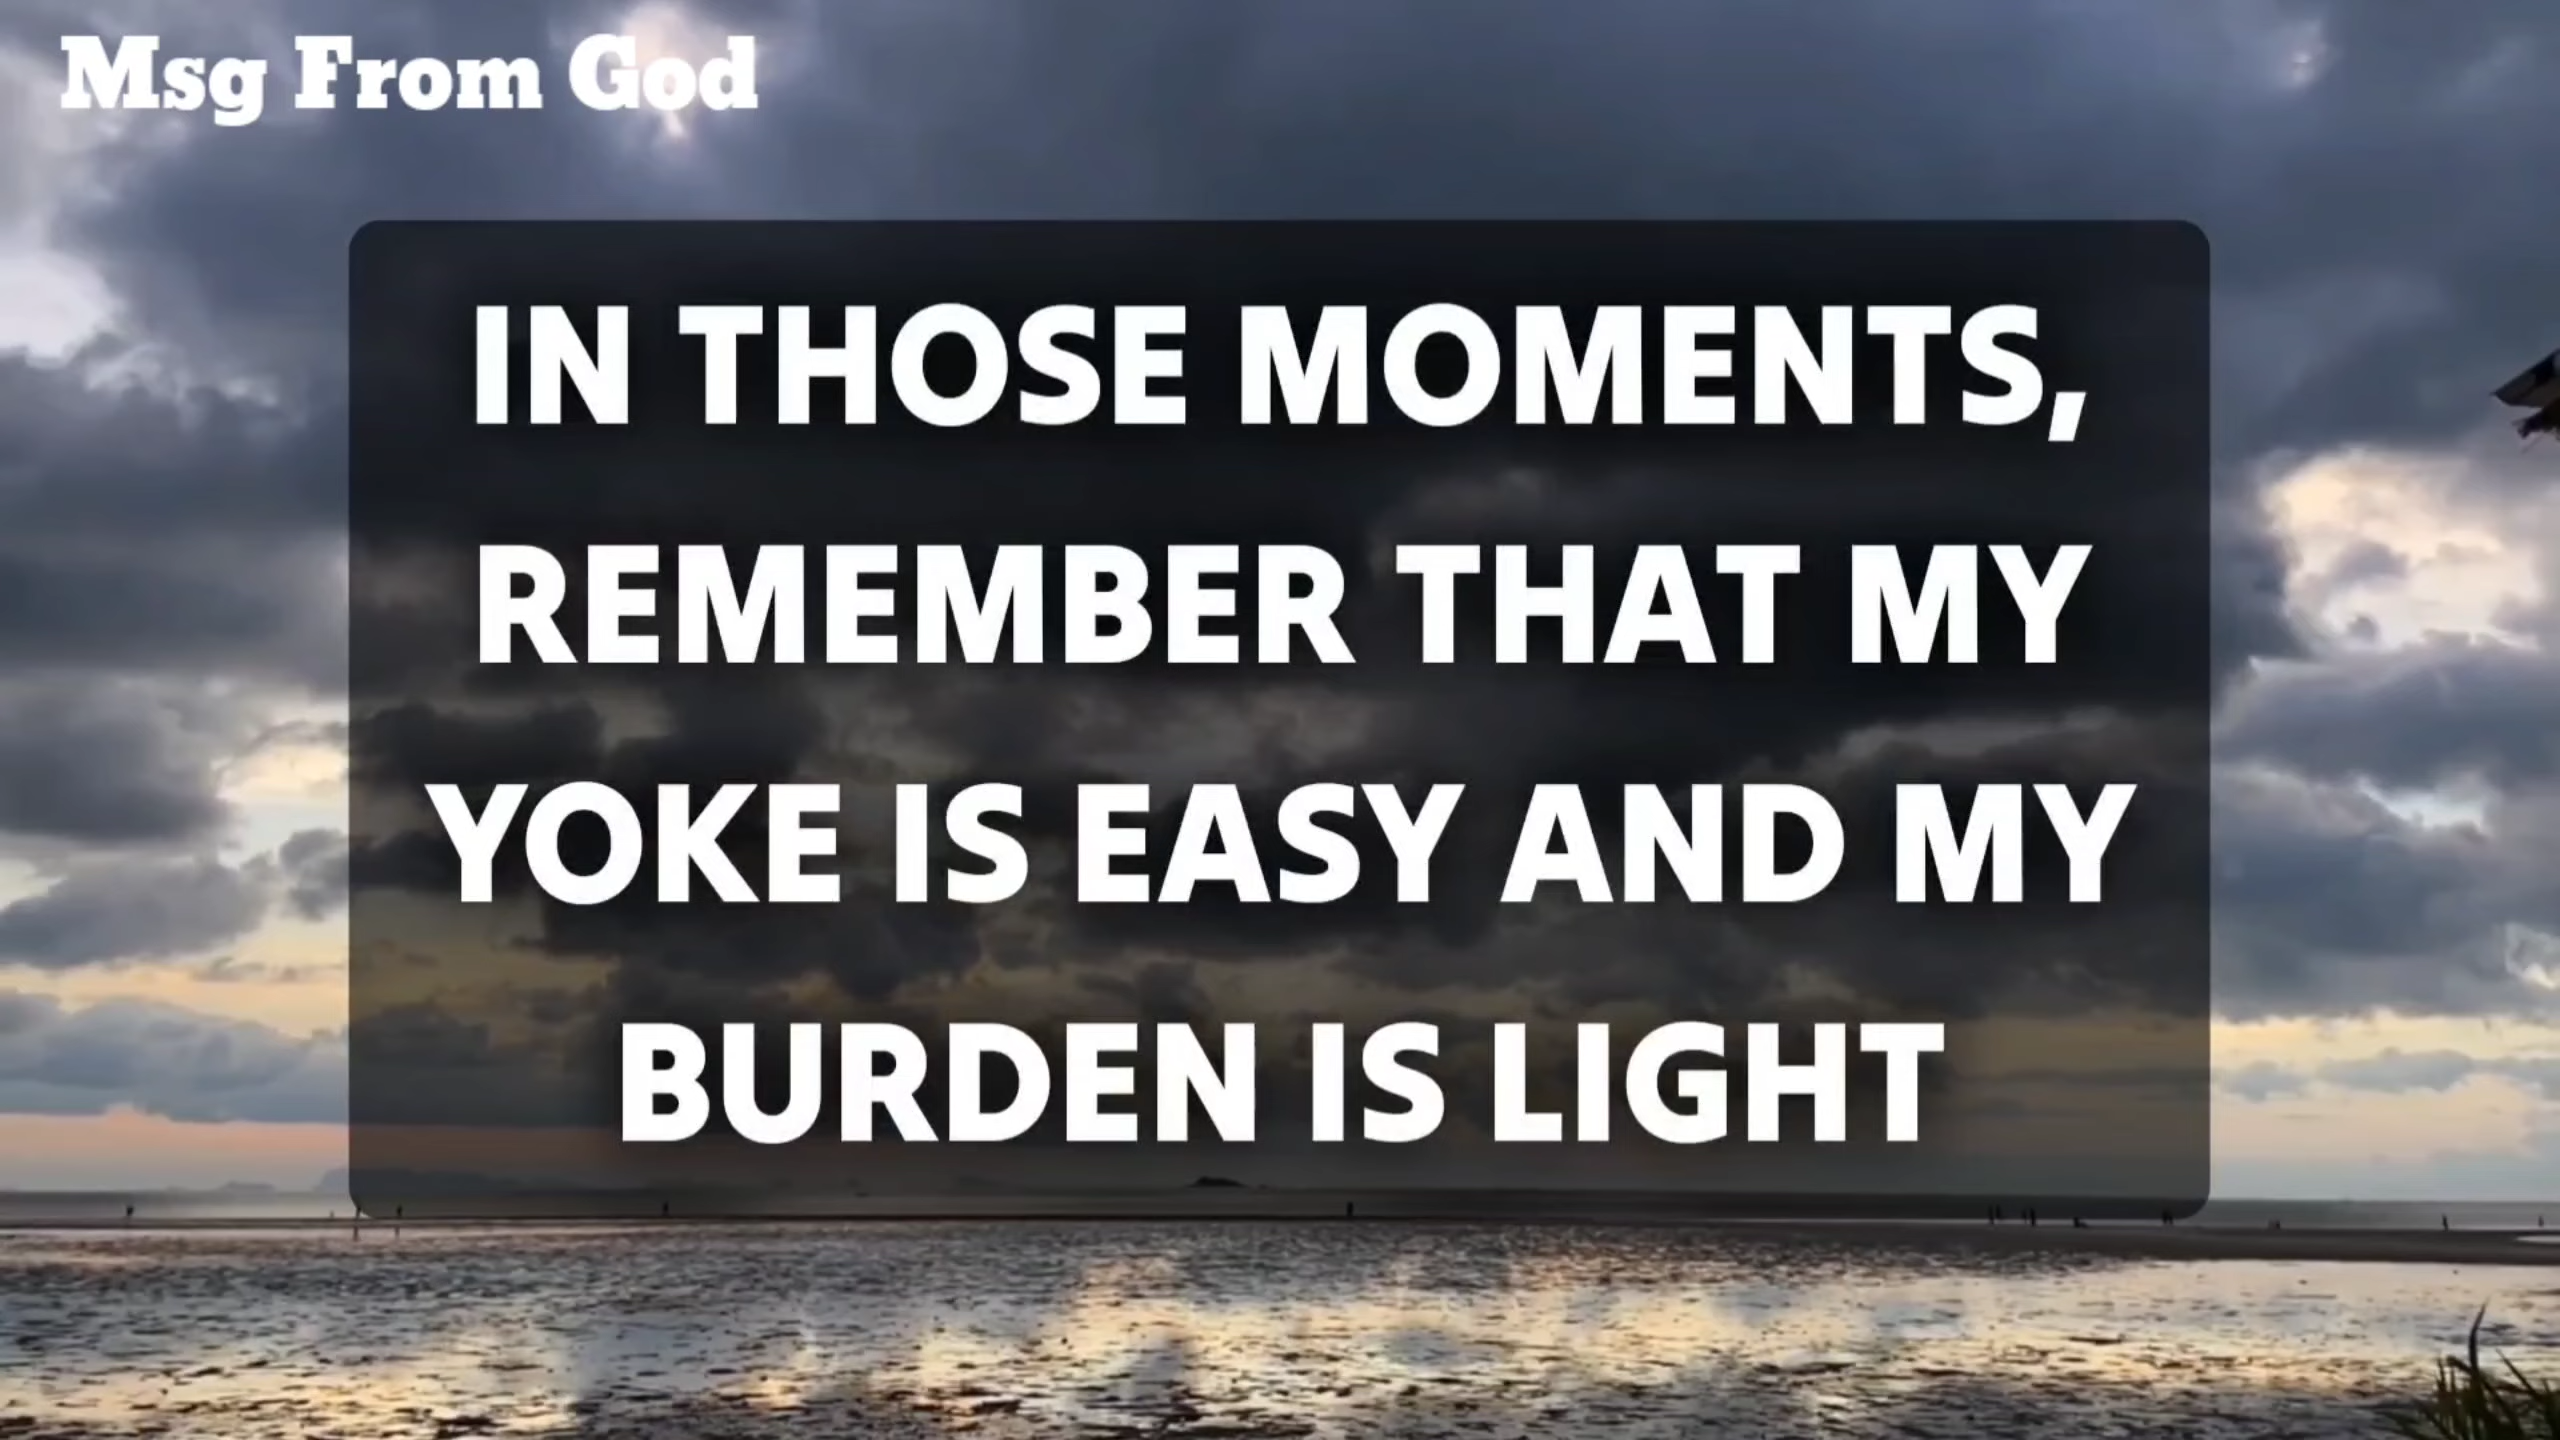 Msg From God
IN THOSE MOMENTS,
REMEMBER THAT MY
YOKE IS EASY AND MY
BURDEN IS LIGHT